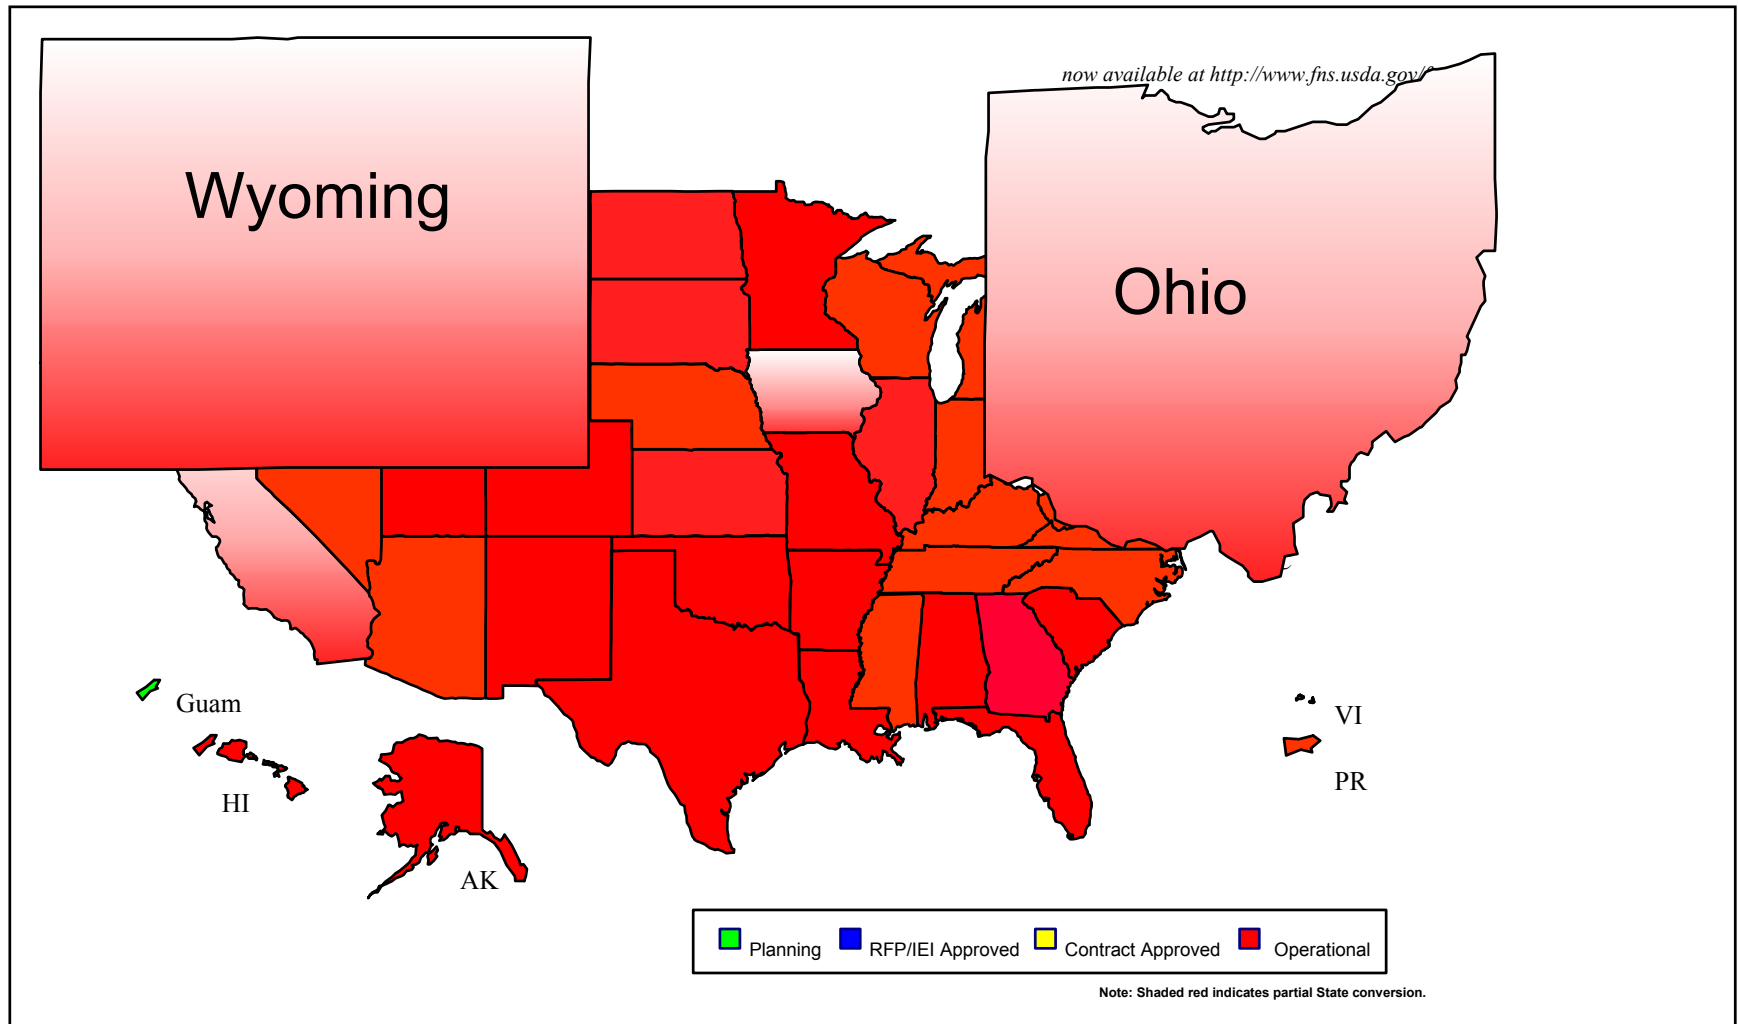 now available at http://www.fns.usda.gov/f
Wyoming
Ohio
Guam
HI
AK
VI
PR
Planning
RFP/IEI Approved
Contract Approved
Operational
Note: Shaded red indicates partial State conversion.